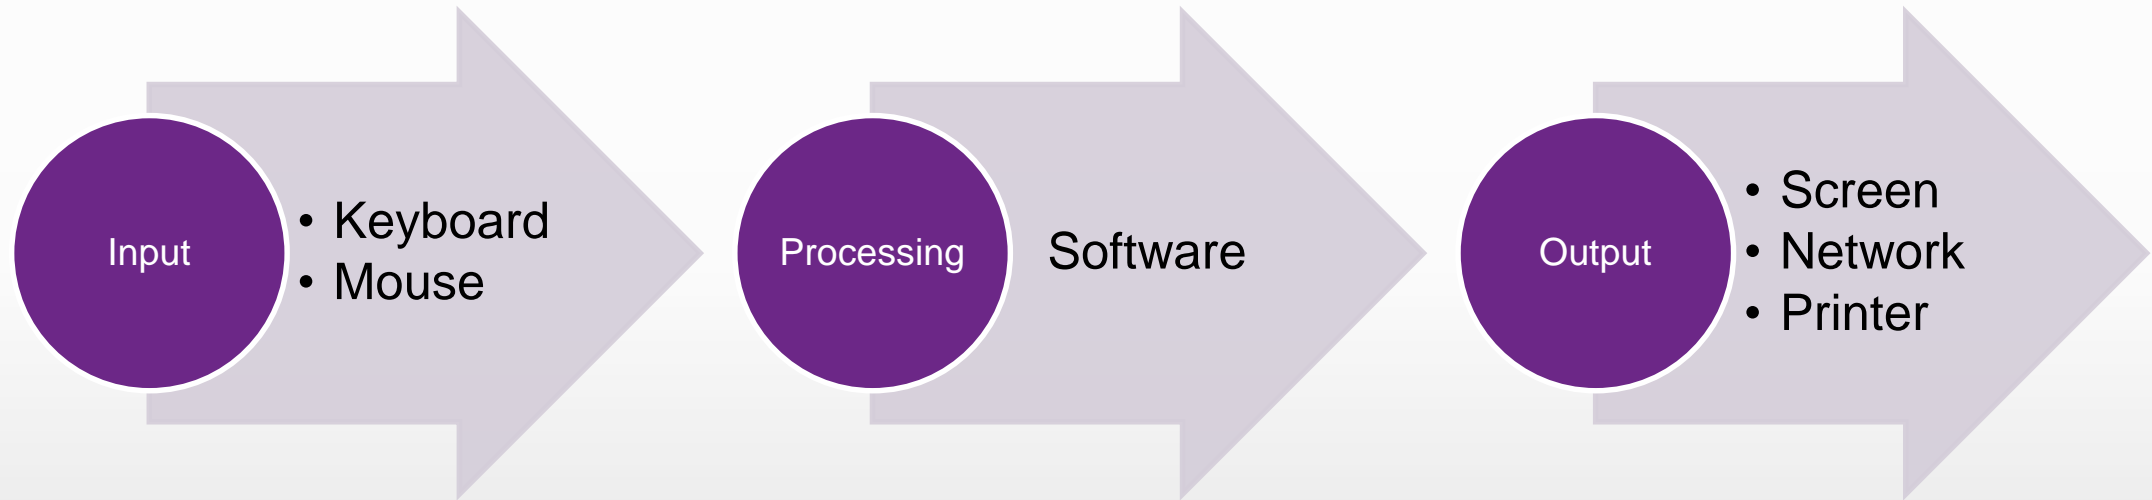 Input
• Keyboard
• Mouse
Processing
Software
Output
• Screen
• Network
• Printer